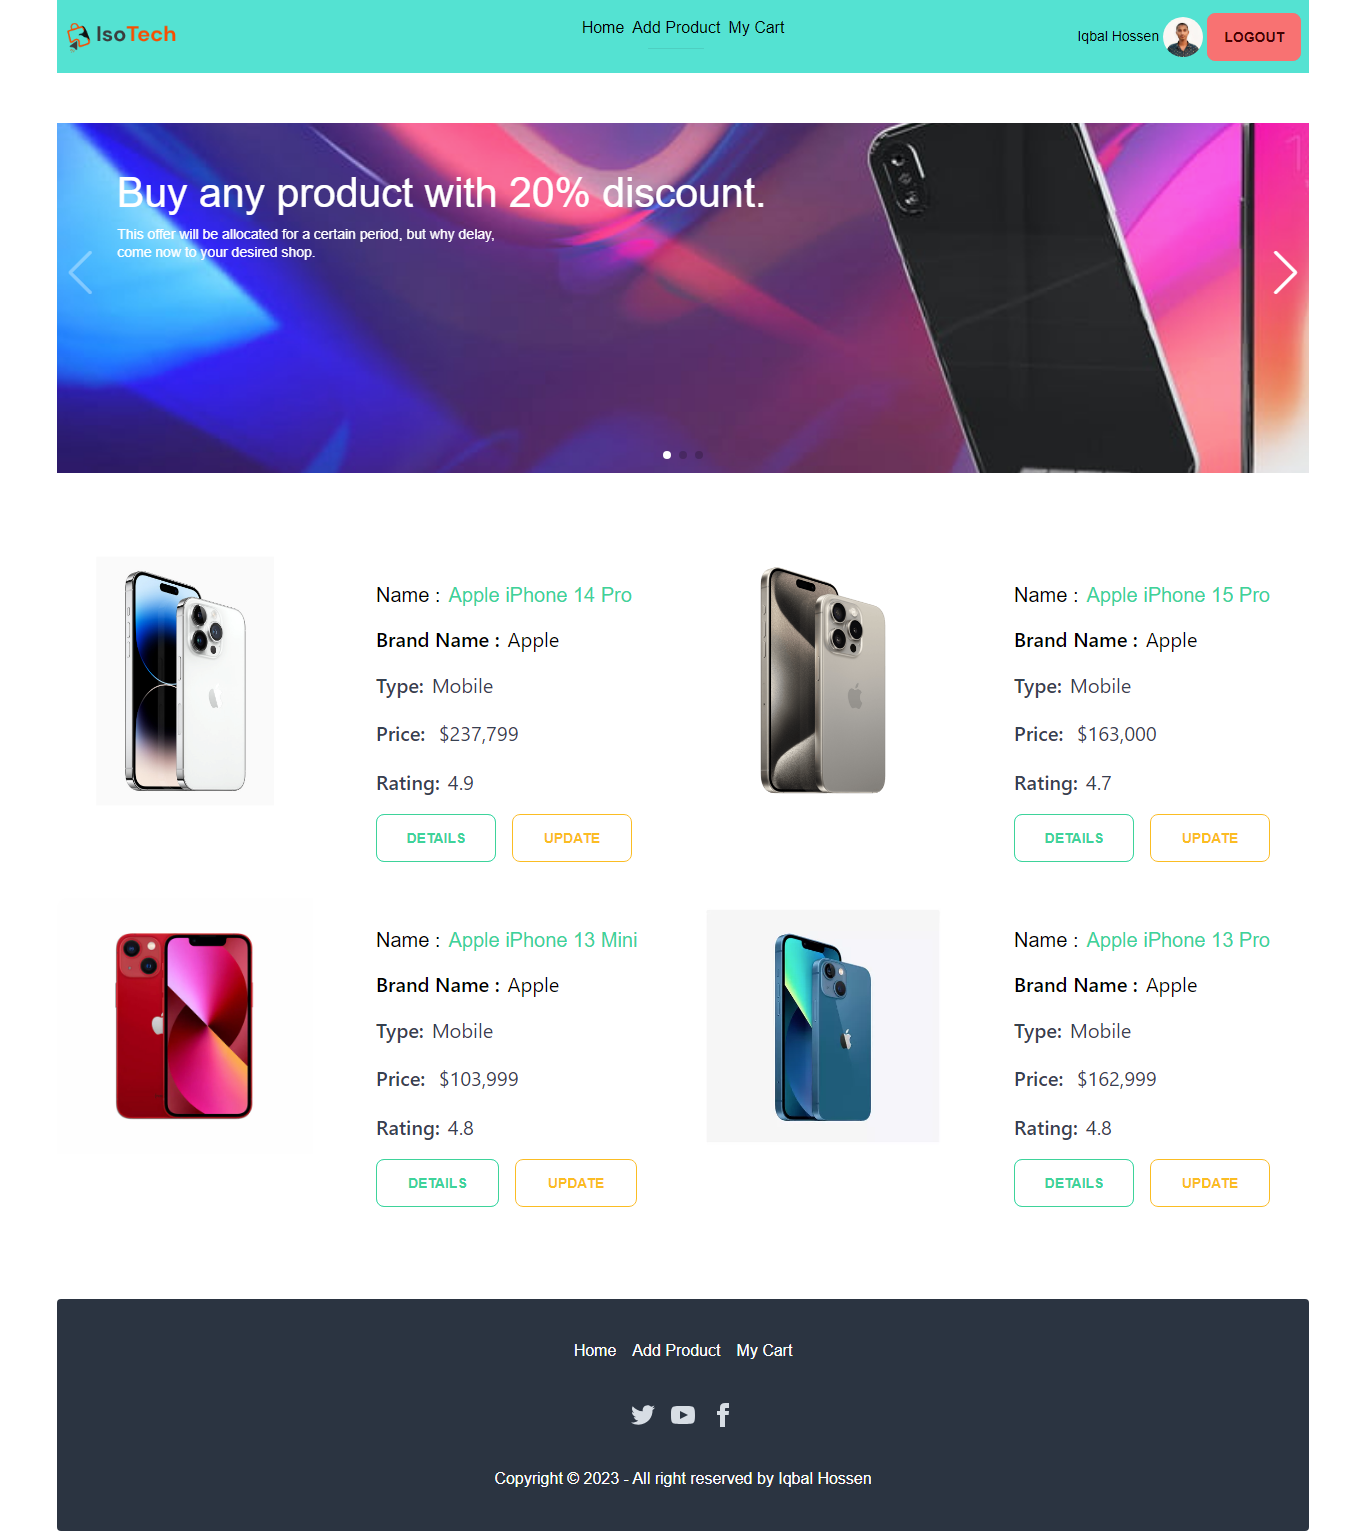 IsoTech
Home Add Product My Cart
Iqbal Hossen
LOGOUT
Buy any product with 20% discount.
This offer will be allocated for a certain period, but why delay,
come now to your desired shop.
Name : Apple iPhone 14 Pro
Brand Name : Apple
Type: Mobile
Price: $237,799
Rating: 4.9
DETAILS UPDATE
Name : Apple iPhone 15 Pro
Brand Name : Apple
Type: Mobile
Price: $163,000
Rating: 4.7
DETAILS UPDATE
Name : Apple iPhone 13 Mini
Brand Name : Apple
Type: Mobile
Price: $103,999
Rating: 4.8
DETAILS UPDATE
Name : Apple iPhone 13 Pro
Brand Name : Apple
Type: Mobile
Price: $162,999
Rating: 4.8
DETAILS UPDATE
Home Add Product My Cart
Copyright © 2023 - All right reserved by Iqbal Hossen